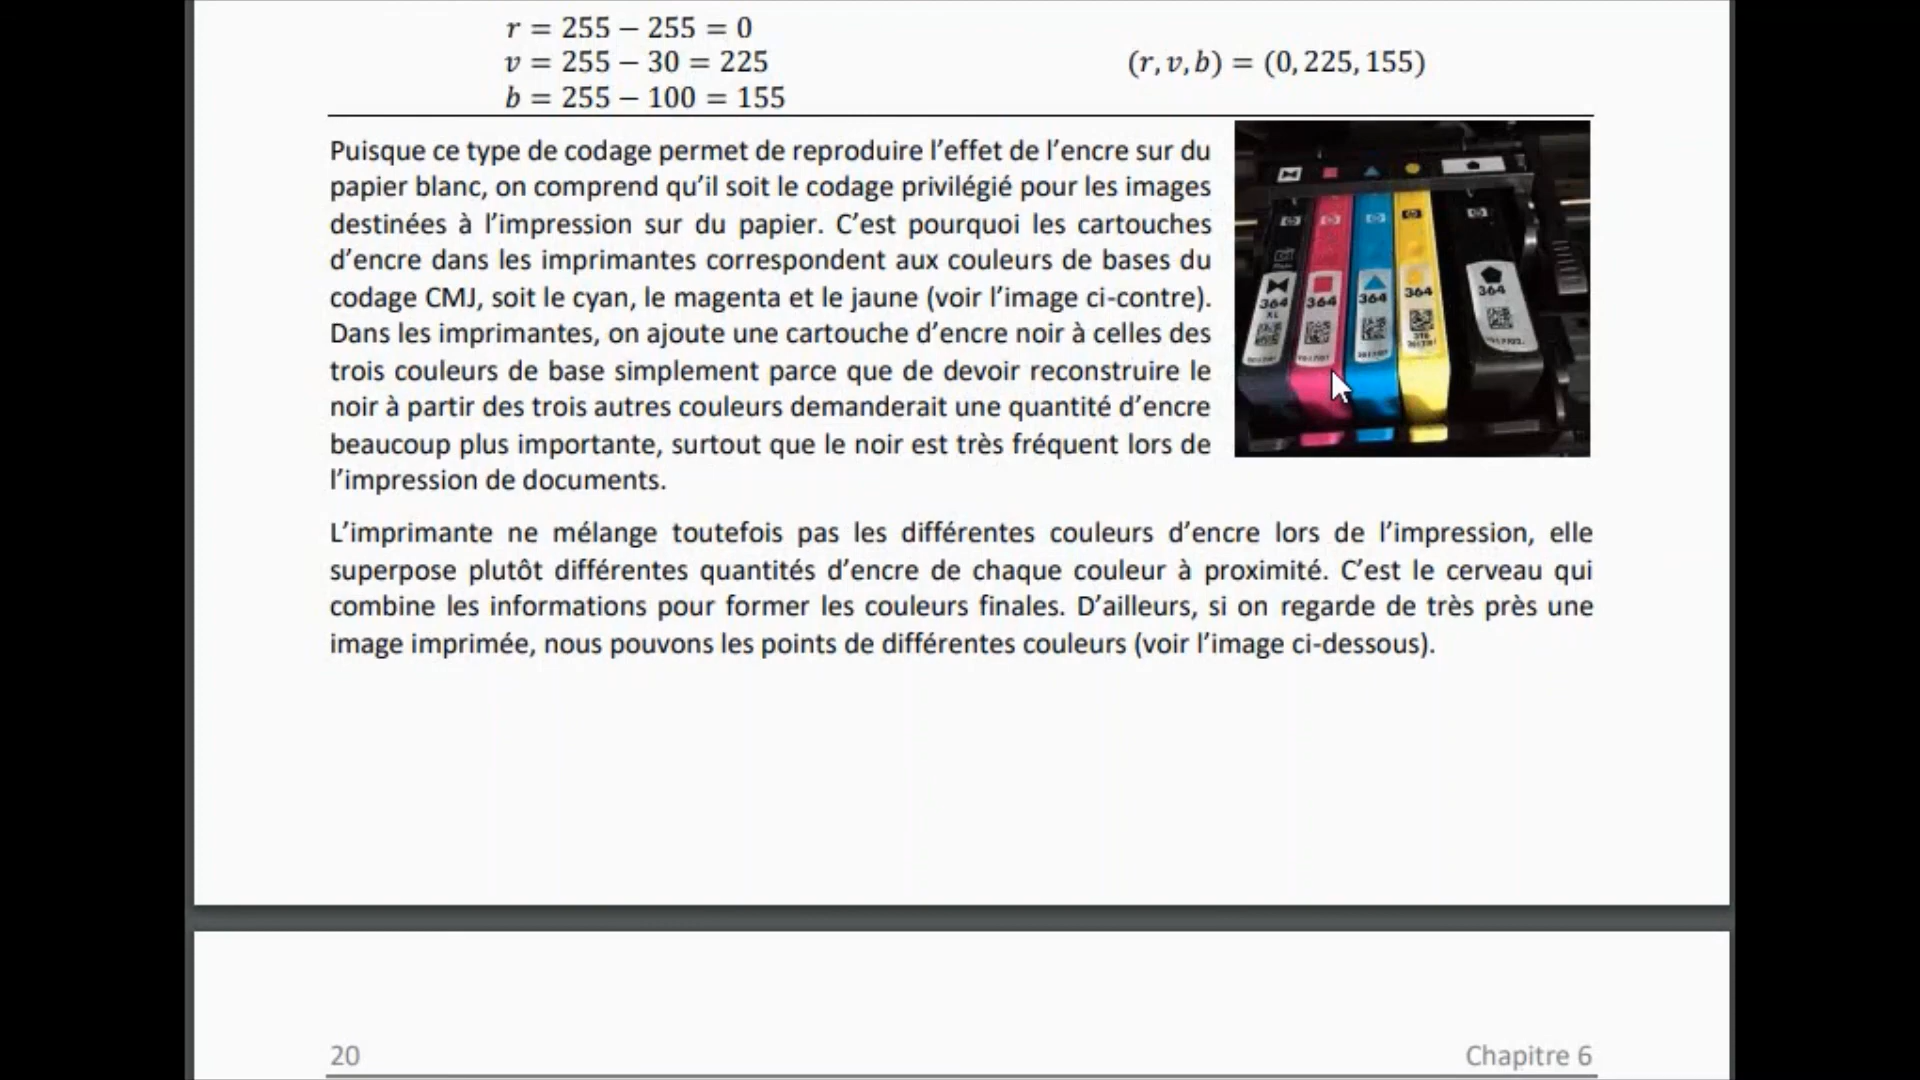 r = 255 − 255 = 0
v = 255 − 30 = 225
(r, v, b) = (0, 225, 155)
b = 255 − 100 = 155
Puisque ce type de codage permet de reproduire l’effet de l’encre sur du
papier blanc, on comprend qu’il soit le codage privilégié pour les images
destinées à l’impression sur du papier. C’est pourquoi les cartouches
d’encre dans les imprimantes correspondent aux couleurs de bases du
codage CMJ, soit le cyan, le magenta et le jaune (voir l’image ci-contre).
Dans les imprimantes, on ajoute une cartouche d’encre noir à celles des
trois couleurs de base simplement parce que de devoir reconstruire le
noir à partir des trois autres couleurs demanderait une quantité d’encre
beaucoup plus importante, surtout que le noir est très fréquent lors de
l’impression de documents.
364 364 364 364 364
XL
L’imprimante ne mélange toutefois pas les différentes couleurs d’encre lors de l’impression, elle
superpose plutôt différentes quantités d’encre de chaque couleur à proximité. C’est le cerveau qui
combine les informations pour former les couleurs finales. D’ailleurs, si on regarde de très près une
image imprimée, nous pouvons les points de différentes couleurs (voir l’image ci-dessous).
20
Chapitre 6